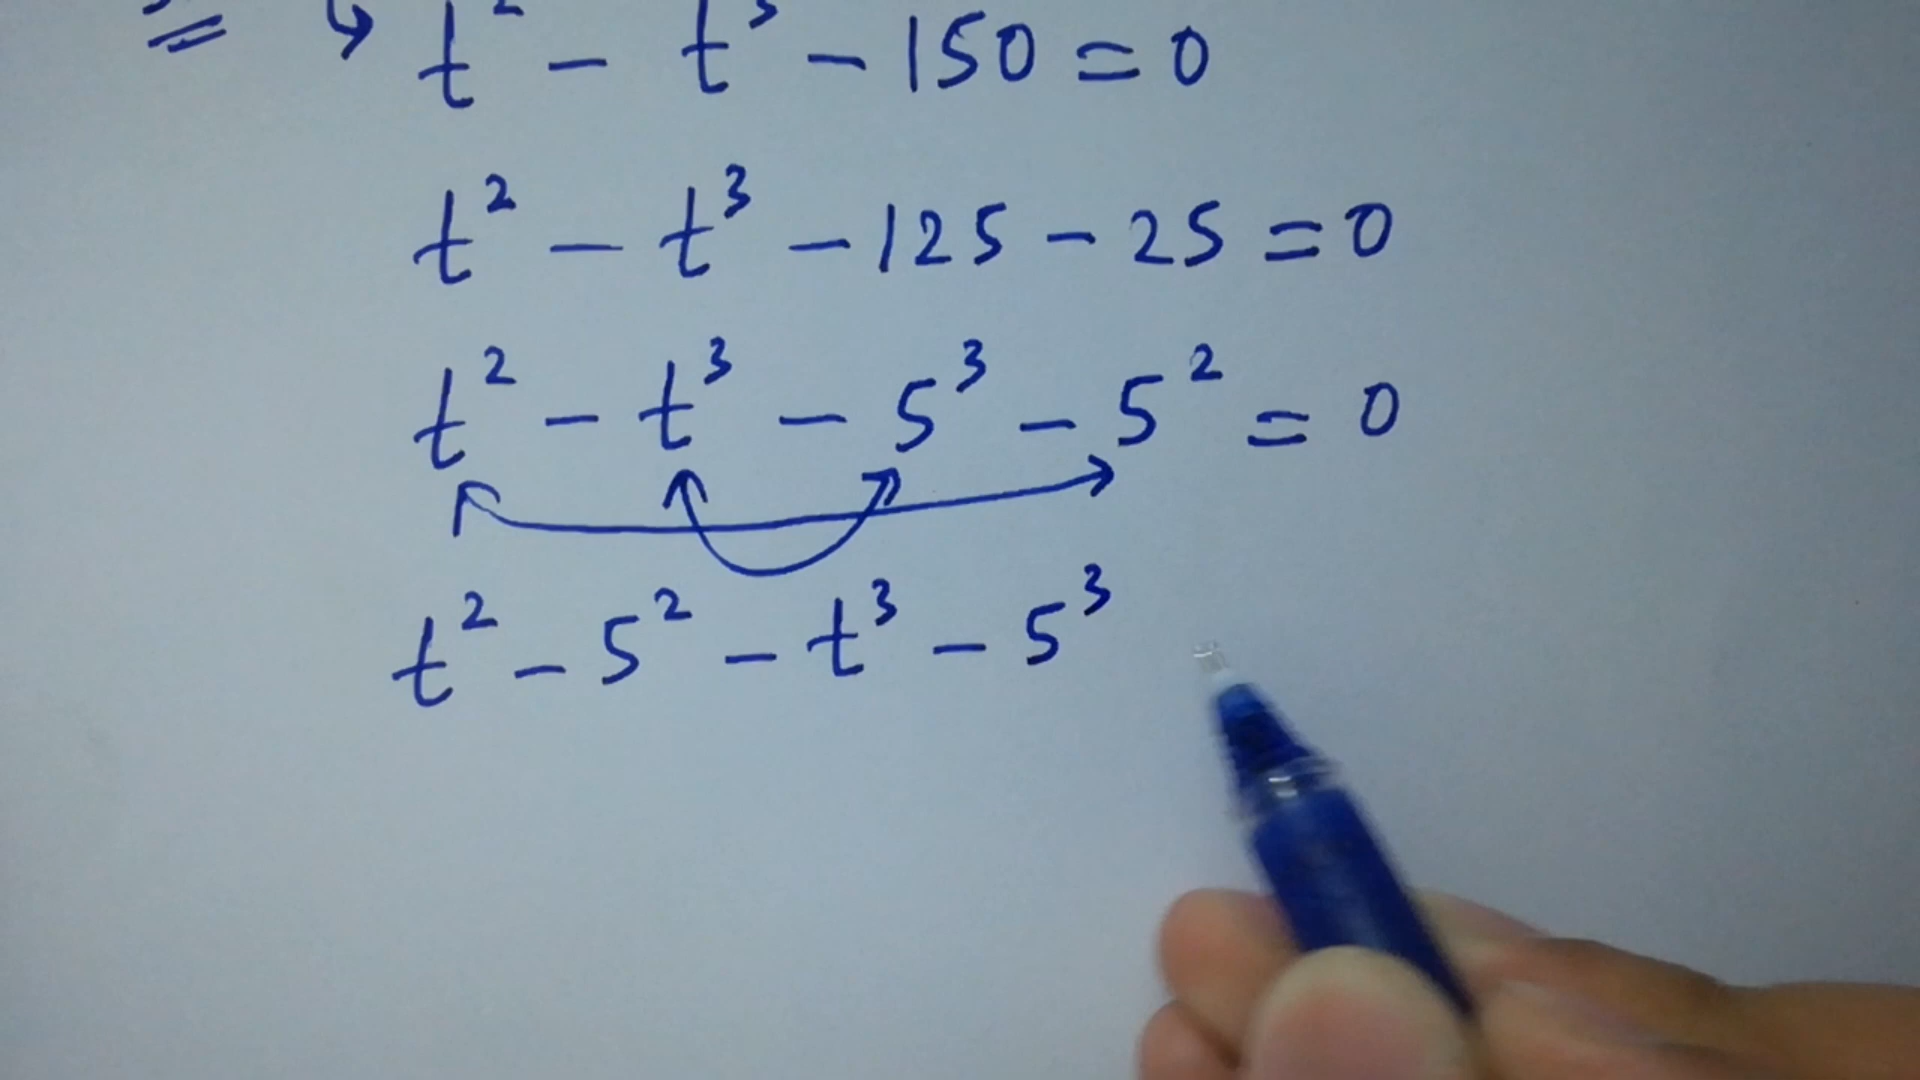 t² - t³ - 150 = 0
t² - t³ - 125 - 25 = 0
t² - t³ - 5³ - 5² = 0
t² - 5² - t³ - 5³